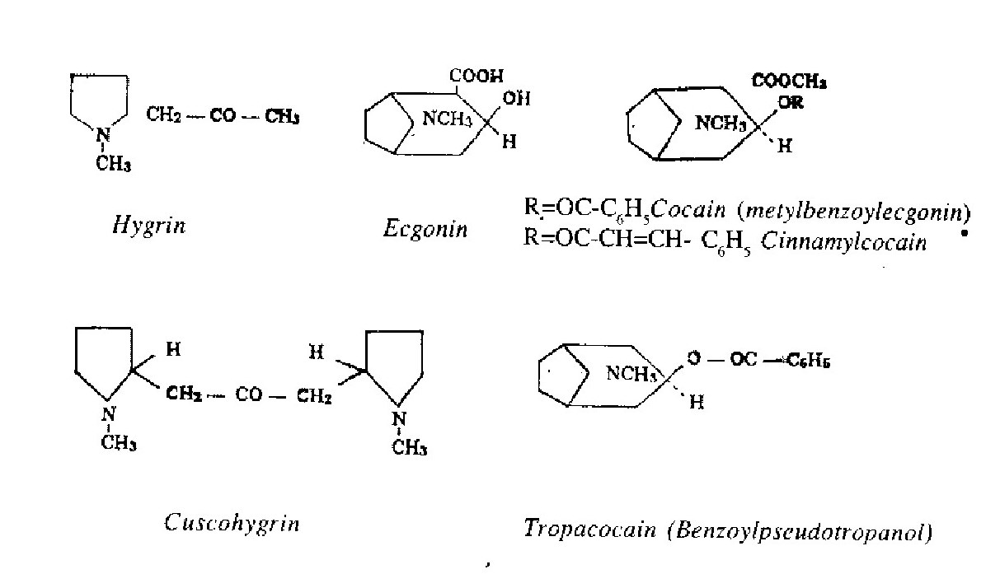 CH2 — CO — CH3
N
CH3
Hygrin
COOH
OH
NCH3
H
Ecgonin
COOCH3
OR
NCH3
H
R=OC-C6H5 Cocain (metylbenzoylecgonin)
R=OC-CH=CH- C6H5 Cinnamylcocain
H
CH2 — CO — CH2
H
N
CH3
N
CH3
Cuscohygrin
O — OC — C6H5
NCH3
H
Tropacocain (Benzoylpseudotropanol)